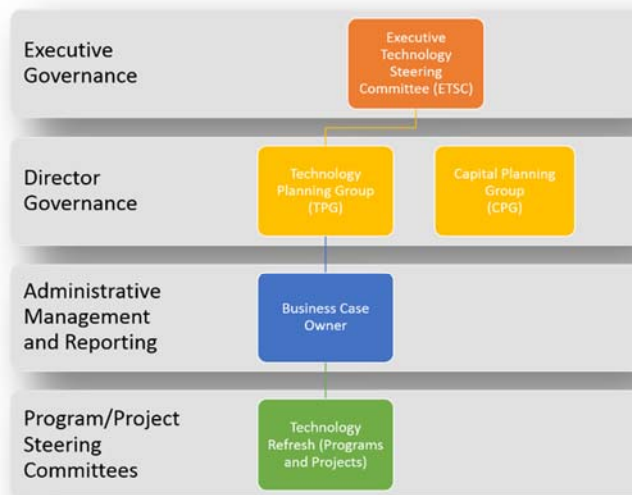 Executive
Governance
Executive
Technology
Steering
Committee (ETSC)
Director
Governance
Technology
Planning Group
(TPG)
Capital Planning
Group
(CPG)
Administrative
Management
and Reporting
Business Case
Owner
Program/Project
Steering
Committees
Technology
Refresh (Programs
and Projects)